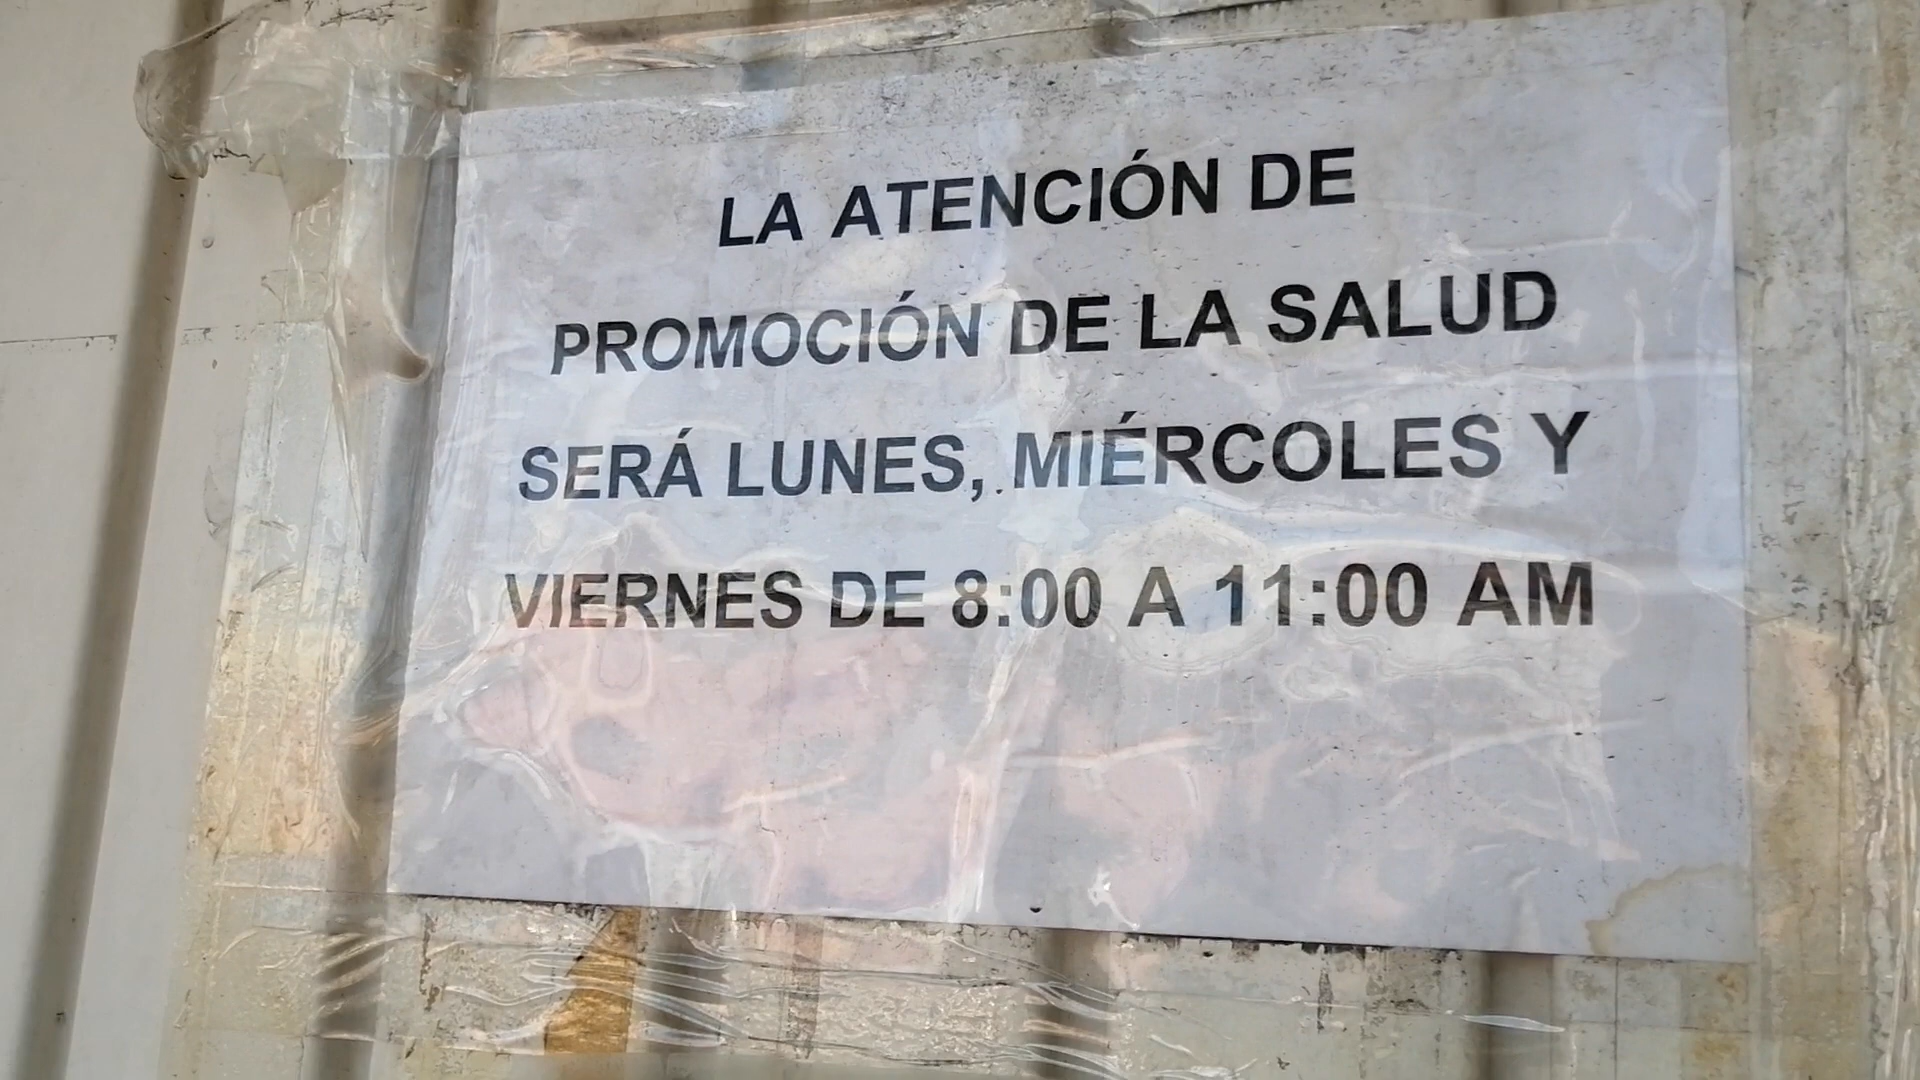 LA ATENCIÓN DE
PROMOCIÓN DE LA SALUD
SERÁ LUNES, MIÉRCOLES Y
VIERNES DE 8:00 A 11:00 AM